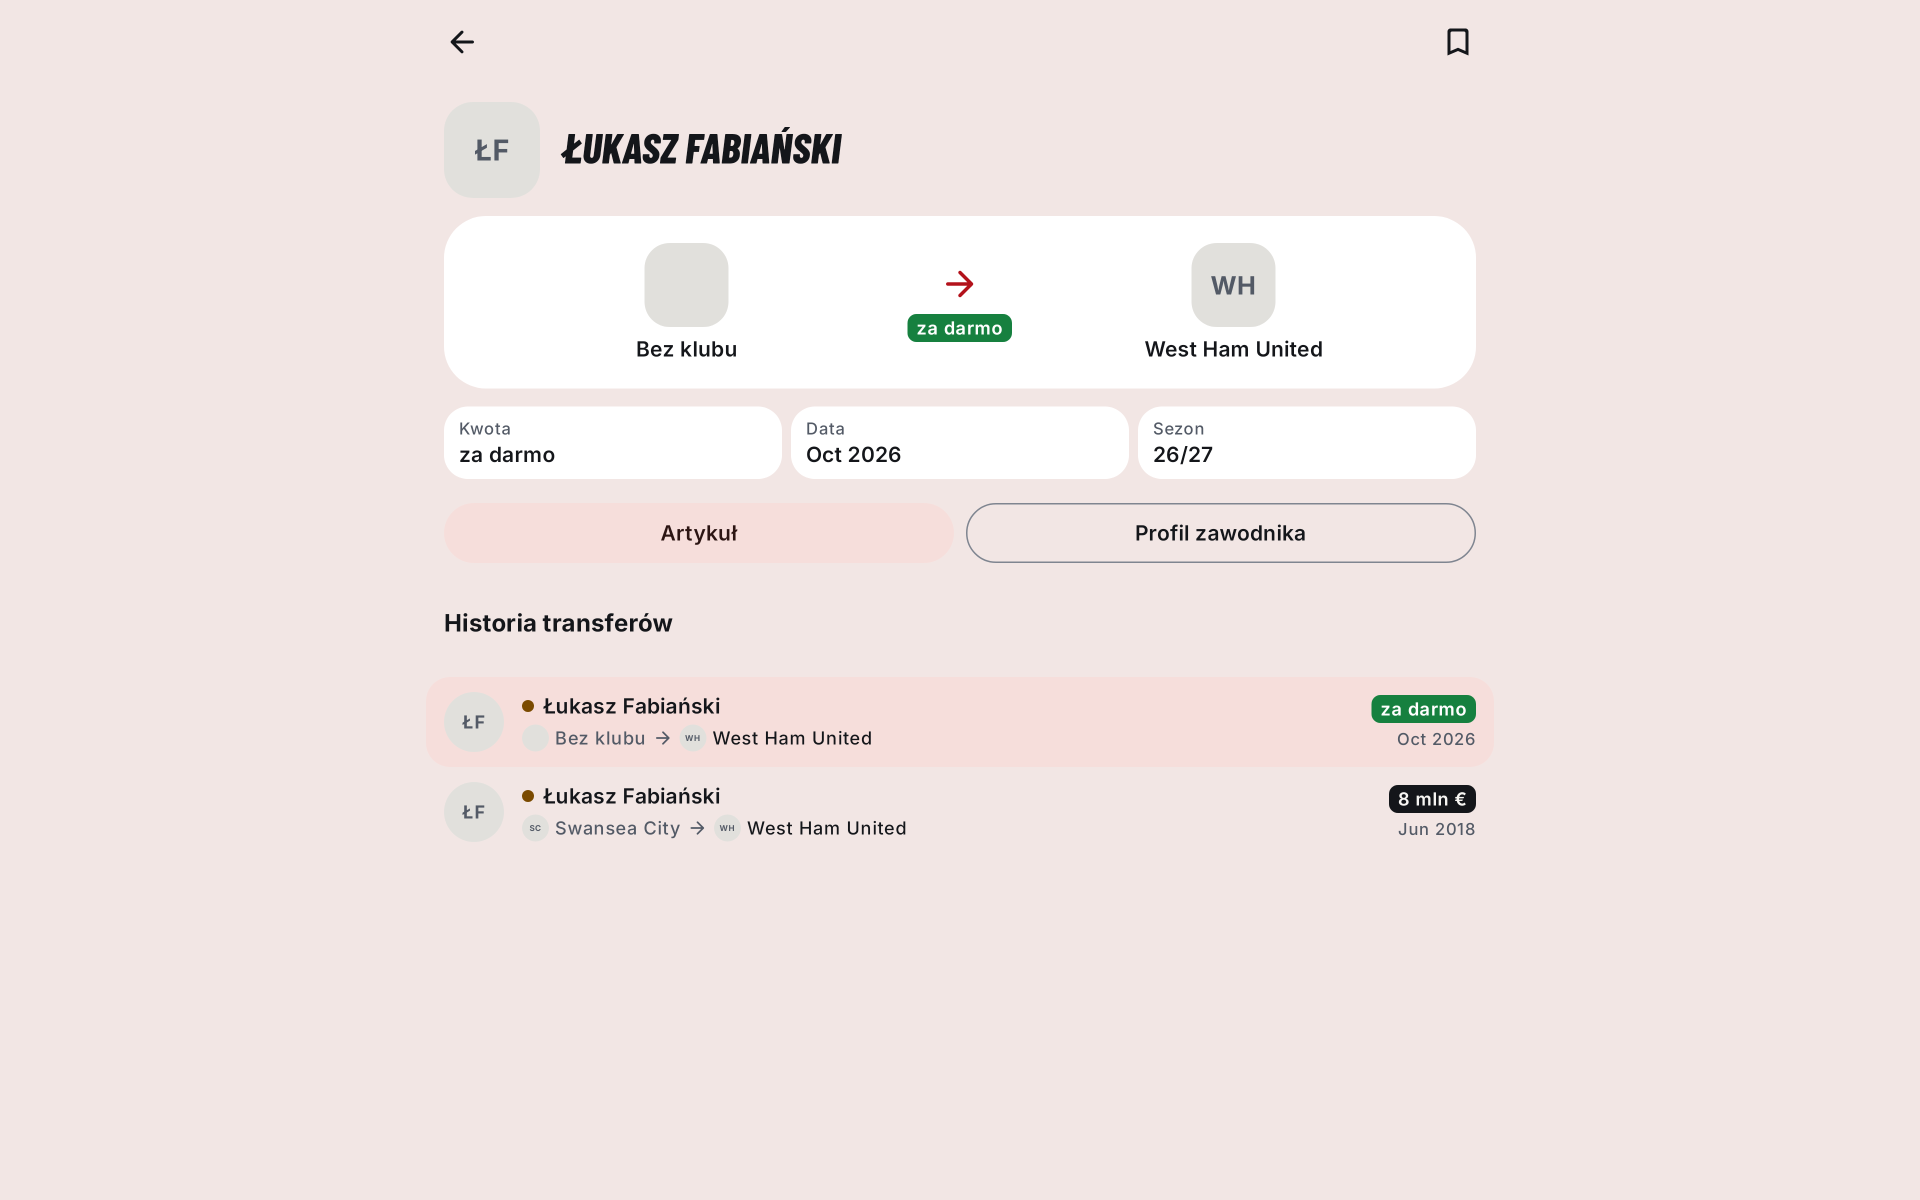 ŁF
ŁUKASZ FABIAŃSKI
WH
za darmo
Bez klubu
West Ham United
Kwota
za darmo
Data
Oct 2026
Sezon
26/27
Artykuł
Profil zawodnika
Historia transferów
ŁF
Łukasz Fabiański
za darmo
Bez klubu → WH West Ham United
Oct 2026
ŁF
Łukasz Fabiański
8 mln €
SC Swansea City → WH West Ham United
Jun 2018